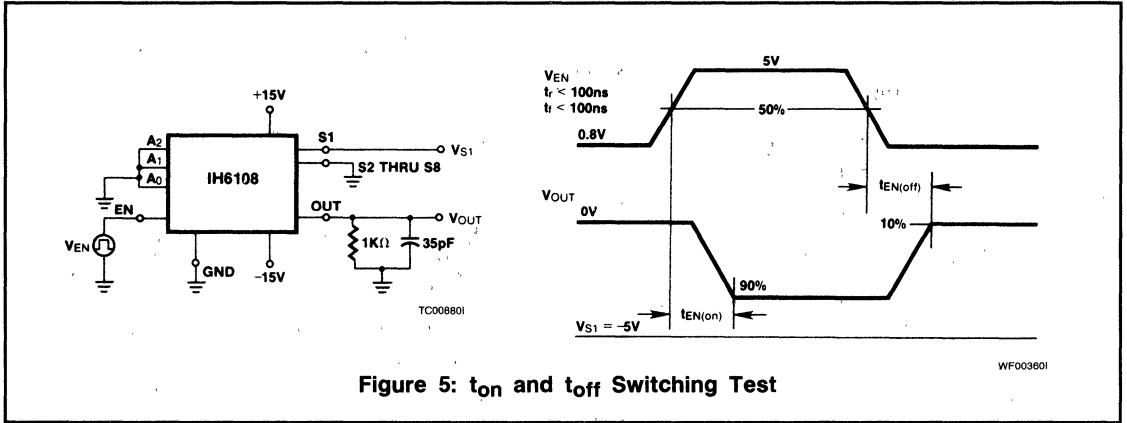 +15V
A2
A1
A0
IH6108
S1
VS1
S2 THRU S8
EN
OUT
VOUT
VEN
1KΩ
35pF
GND
−15V
TC00880I
VEN
tr < 100ns
tf < 100ns
5V
50%
0.8V
tEN(off)
VOUT
0V
10%
90%
tEN(on)
VS1 = −5V
WF00360I
Figure 5: ton and toff Switching Test